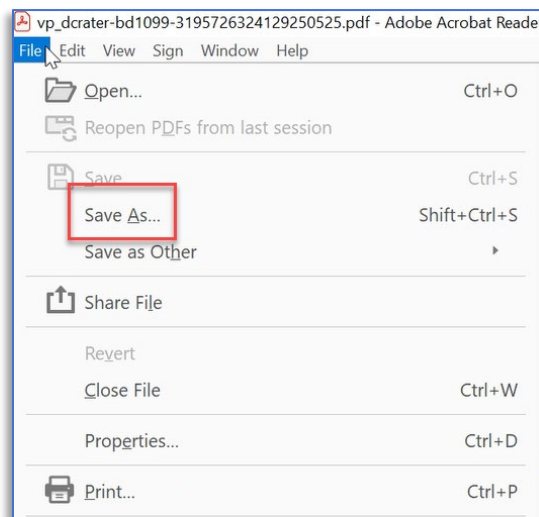 vp_dcrater-bd1099-3195726324129250525.pdf - Adobe Acrobat Reade
File Edit View Sign Window Help
Open... Ctrl+O
Reopen PDFs from last session
Save Ctrl+S
Save As... Shift+Ctrl+S
Save as Other
Share File
Revert
Close File Ctrl+W
Properties... Ctrl+D
Print... Ctrl+P